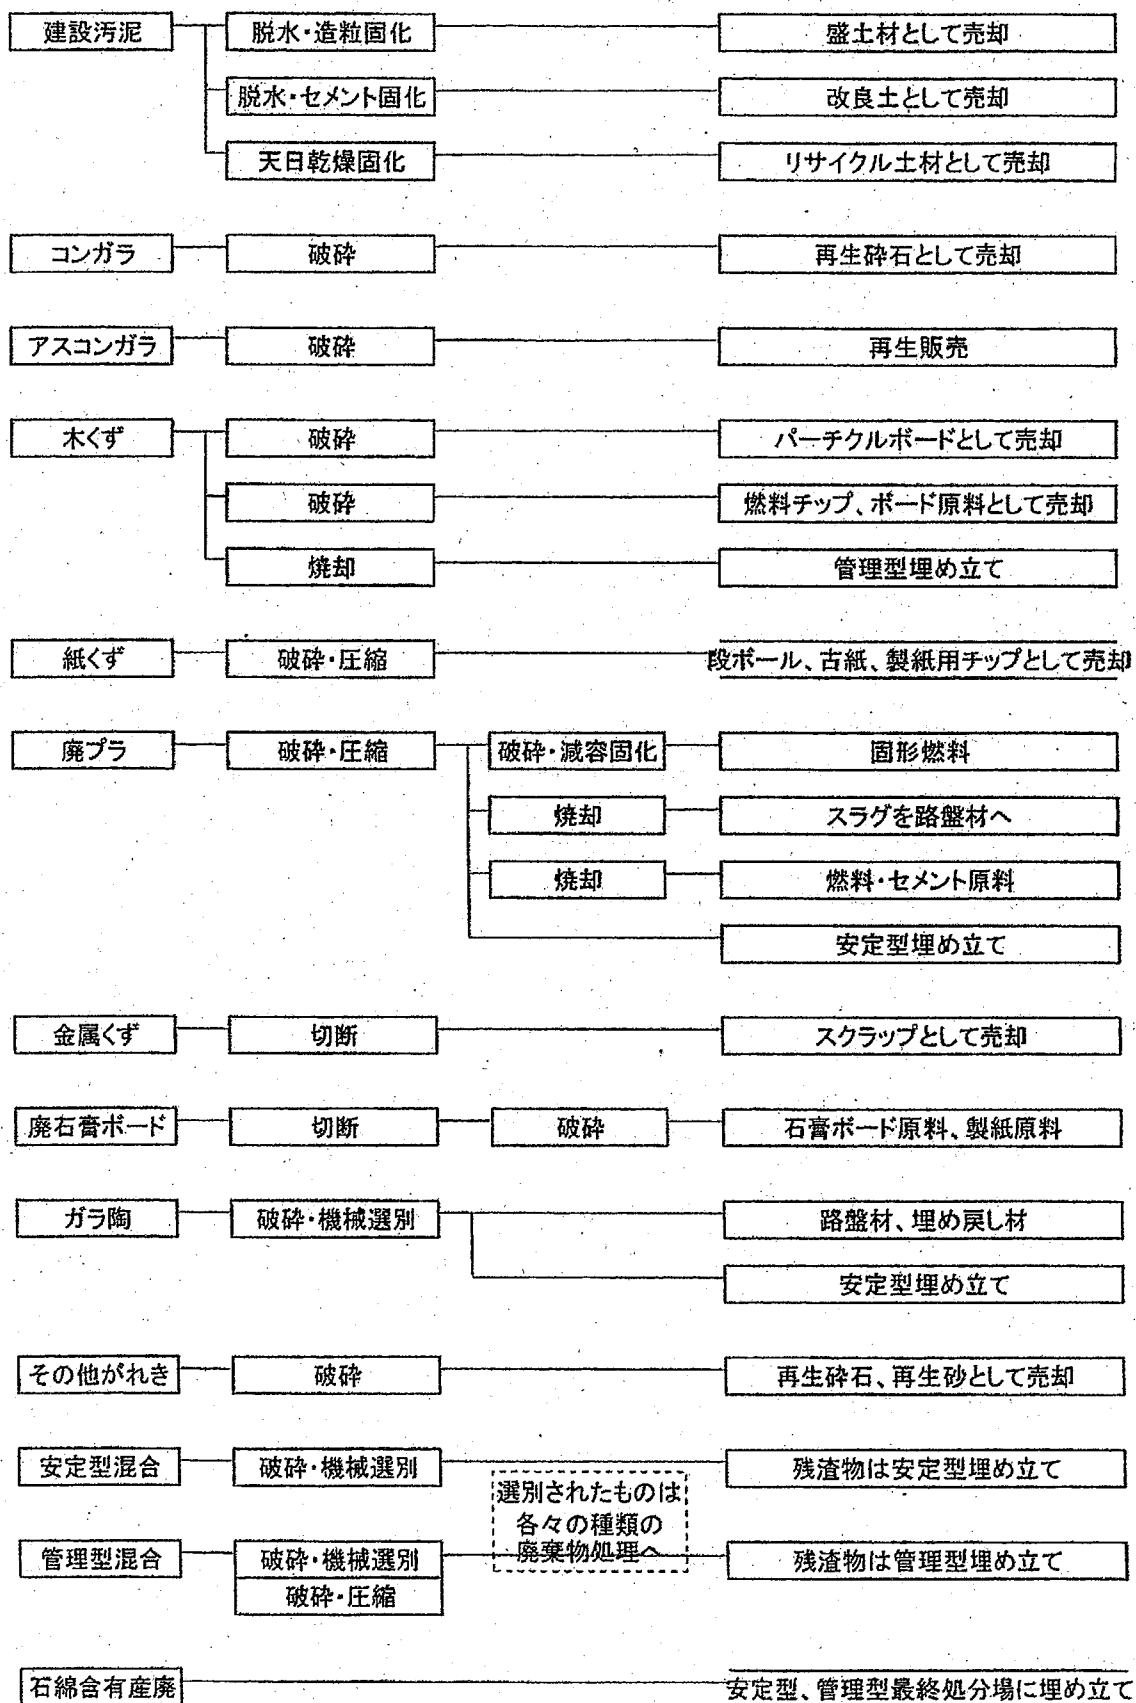 建設汚泥 脱水・造粒固化 盛土材として売却
脱水・セメント固化 改良土として売却
天日乾燥固化 リサイクル土材として売却
コンガラ 破砕 再生砕石として売却
アスコンガラ 破砕 再生販売
木くず 破砕 パーチクルボードとして売却
破砕 燃料チップ、ボード原料として売却
焼却 管理型埋め立て
紙くず 破砕・圧縮 段ボール、古紙、製紙用チップとして売却
廃プラ 破砕・圧縮 破砕・減容固化 固形燃料
焼却 スラグを路盤材へ
焼却 燃料・セメント原料
安定型埋め立て
金属くず 切断 スクラップとして売却
廃石膏ボード 切断 破砕 石膏ボード原料、製紙原料
ガラ陶 破砕・機械選別 路盤材、埋め戻し材
安定型埋め立て
その他がれき 破砕 再生砕石、再生砂として売却
安定型混合 破砕・機械選別 残渣物は安定型埋め立て
選別されたものは
各々の種類の
廃棄物処理へ
管理型混合 破砕・機械選別 残渣物は管理型埋め立て
破砕・圧縮
石綿含有産廃 安定型、管理型最終処分場に埋め立て